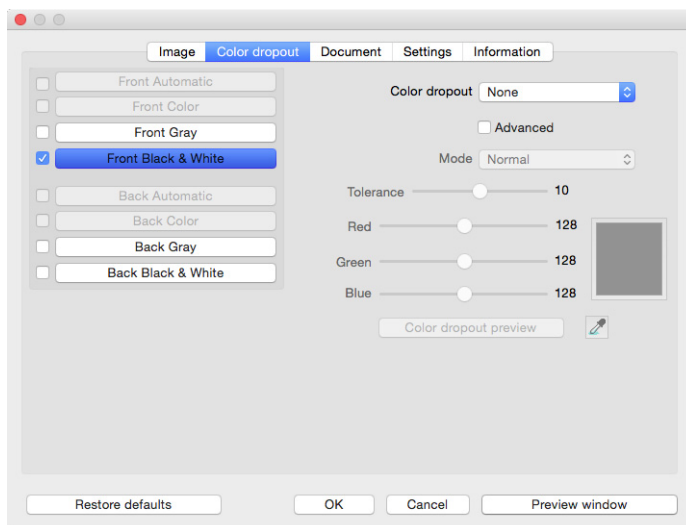 Image Color dropout Document Settings Information
Front Automatic
Front Color
Front Gray
Front Black & White
Back Automatic
Back Color
Back Gray
Back Black & White
Color dropout None
Advanced
Mode Normal
Tolerance 10
Red 128
Green 128
Blue 128
Color dropout preview
Restore defaults OK Cancel Preview window